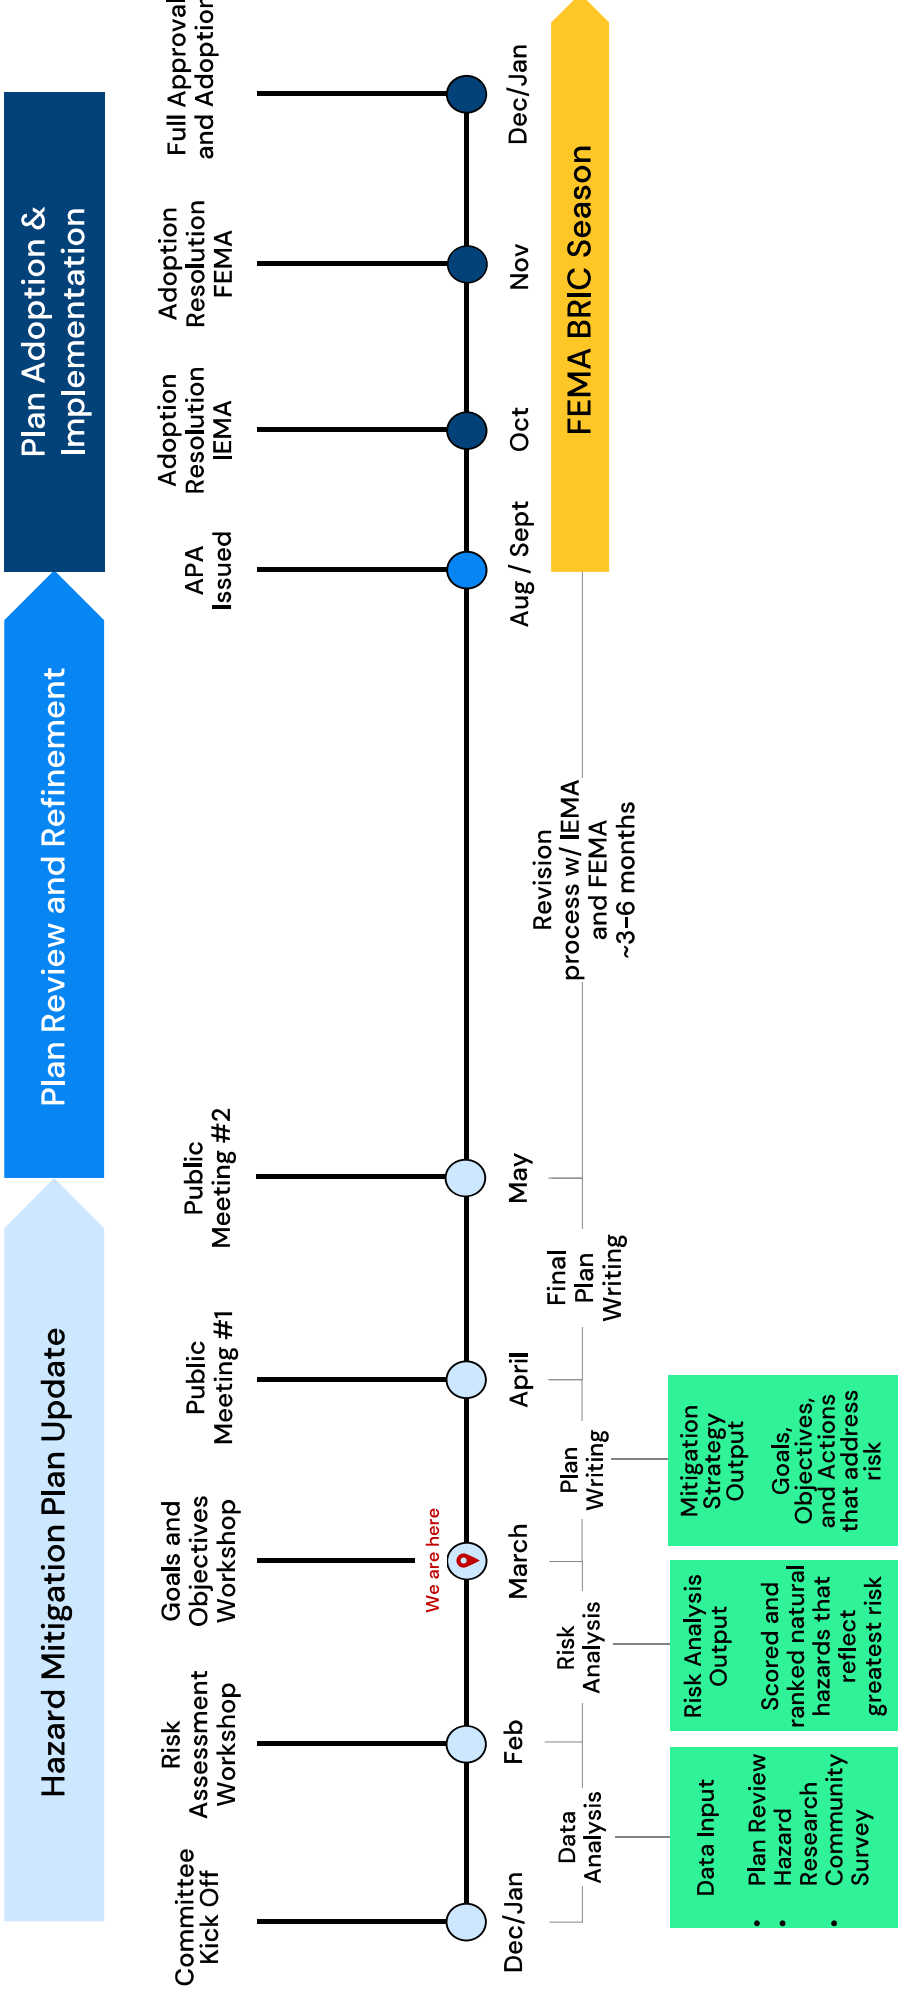 Hazard Mitigation Plan Update
Plan Review and Refinement
Plan Adoption &
Implementation
Committee
Kick Off
Risk
Assessment
Workshop
Goals and
Objectives
Workshop
Public
Meeting #1
Public
Meeting #2
APA
Issued
Adoption
Resolution
IEMA
Adoption
Resolution
FEMA
Full Approval
and Adoption
We are here
Dec/Jan
Feb
March
April
May
Aug / Sept
Oct
Nov
Dec/Jan
Data
Analysis
Risk
Analysis
Plan
Writing
Final
Plan
Writing
Revision
process w/ IEMA
and FEMA
~3-6 months
FEMA BRIC Season
Data Input
• Plan Review
• Hazard
Research
• Community
Survey
Risk Analysis
Output
Scored and
ranked natural
hazards that
reflect
greatest risk
Mitigation
Strategy
Output
Goals,
Objectives,
and Actions
that address
risk